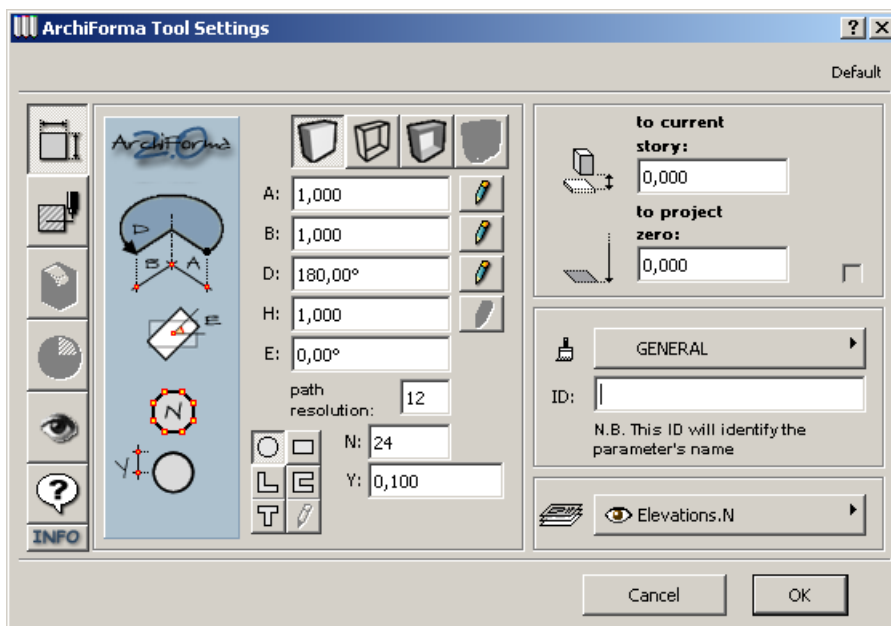 ArchiForma Tool Settings
Default
ArchiForma
2.0
D
B A
E
N
Y
INFO
A: 1,000
B: 1,000
D: 180,00°
H: 1,000
E: 0,00°
path
resolution: 12
N: 24
Y: 0,100
to current
story:
0,000
to project
zero:
0,000
GENERAL
ID:
N.B. This ID will identify the
parameter's name
Elevations.N
Cancel
OK